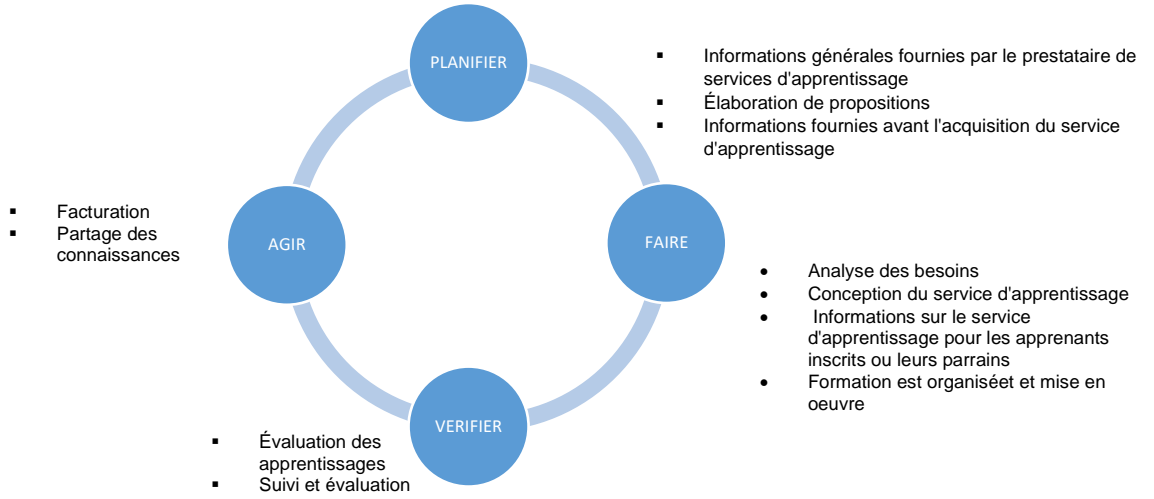 PLANIFIER
▪ Informations générales fournies par le prestataire de
services d'apprentissage
▪ Élaboration de propositions
▪ Informations fournies avant l'acquisition du service
d'apprentissage
FAIRE
• Analyse des besoins
• Conception du service d'apprentissage
• Informations sur le service
d'apprentissage pour les apprenants
inscrits ou leurs parrains
• Formation est organiséet et mise en
oeuvre
VERIFIER
▪ Évaluation des
apprentissages
▪ Suivi et évaluation
AGIR
▪ Facturation
▪ Partage des
connaissances